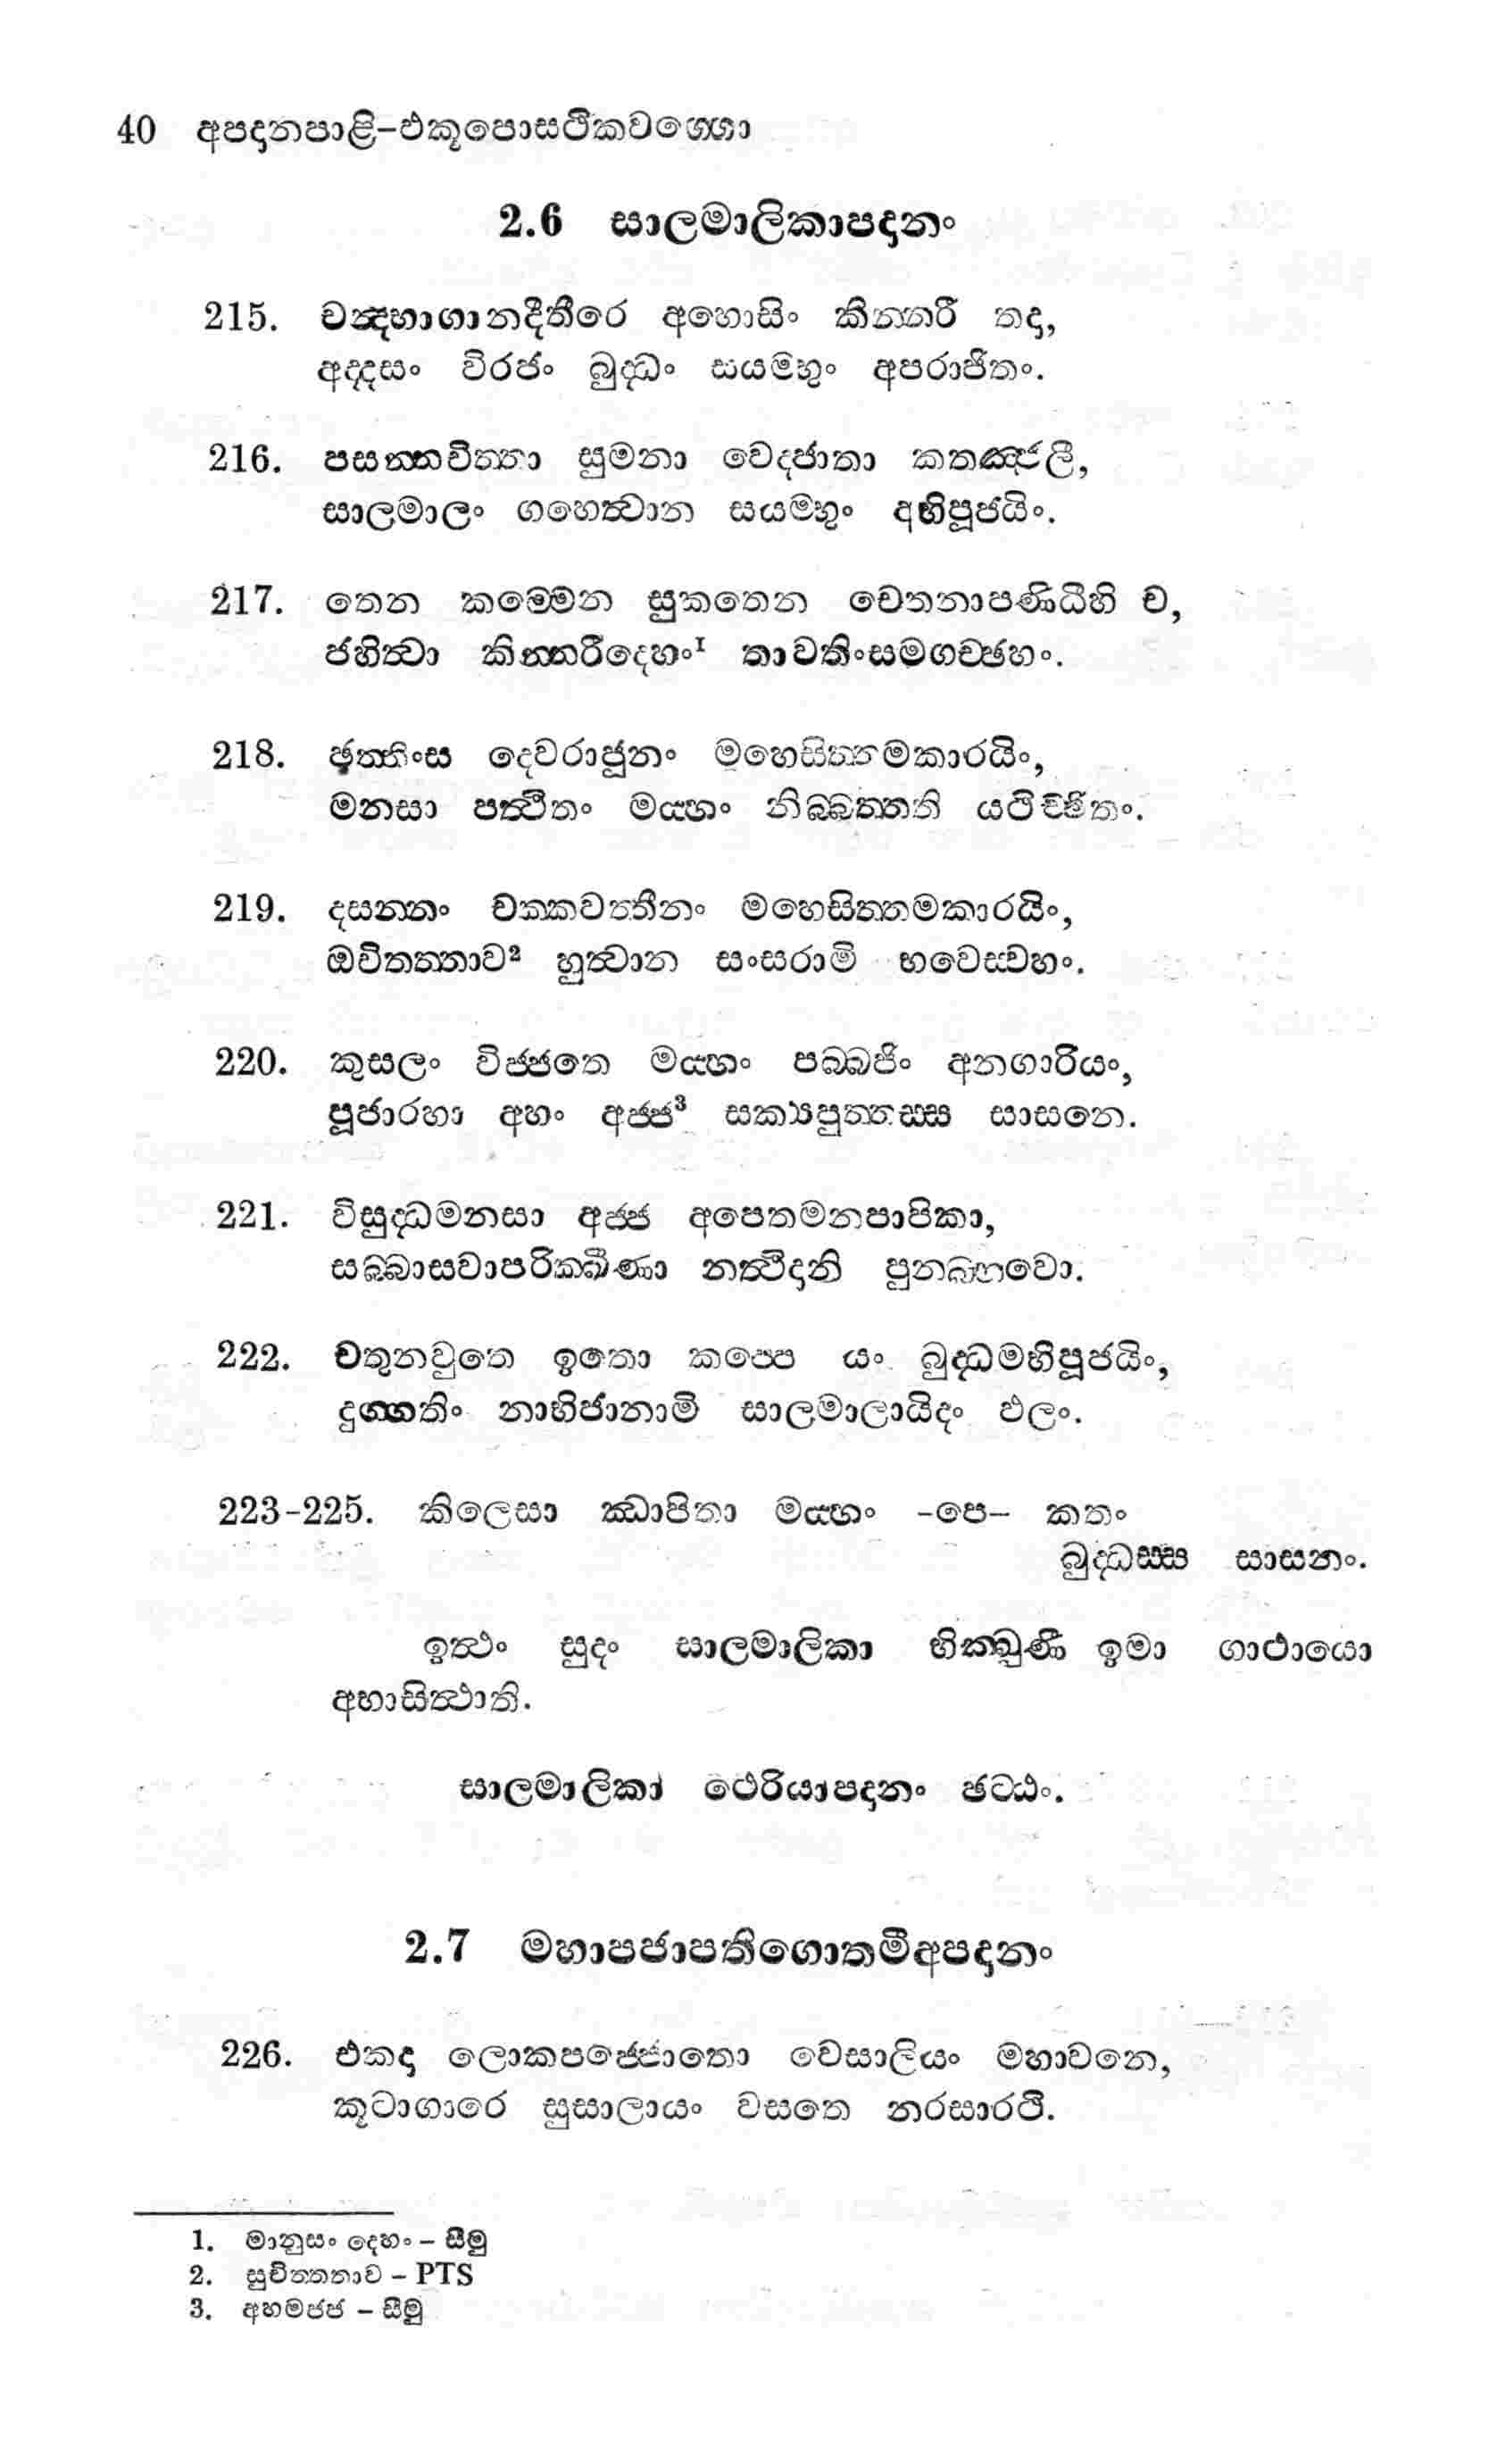 40 අපදානපාළි-එකූපොසථිකවග්ගො
2.6 සාලමාලිකාපදානං
215. චන්දභාගානදීතීරෙ අහොසිං කින්නරී තදා,
අද්දසං විරජං බුද්ධං සයම්භුං අපරාජිතං.
216. පසන්නචිත්තා සුමනා වෙදජාතා කතඤ්ජලී,
සාලමාලං ගහෙත්වාන සයම්භුං අභිපූජයිං.
217. තෙන කම්මෙන සුකතෙන චෙතනාපණිධීහි ච,
ජහිත්වා කින්නරීදෙහං¹ තාවතිංසමගච්ඡහං.
218. ඡත්තිංස දෙවරාජූනං මහෙසිත්තමකාරයිං,
මනසා පත්ථිතං මය්හං නිබ්බත්තති යථිච්ඡිතං.
219. දසන්නං චක්කවත්තීනං මහෙසිත්තමකාරයිං,
ඔචිතත්තාව² හුත්වාන සංසරාමි භවෙස්වහං.
220. කුසලං විජ්ජතෙ මය්හං පබ්බජිං අනගාරියං,
පූජාරහා අහං අජ්ජ³ සක්‍යපුත්තස්ස සාසනෙ.
221. විසුද්ධමනසා අජ්ජ අපෙතමනපාපිකා,
සබ්බාසවාපරික්ඛීණා නත්ථිදානි පුනබ්භවො.
222. චතුනවුතෙ ඉතො කප්පෙ යං බුද්ධමභිපූජයිං,
දුග්ගතිං නාභිජානාමි සාලමාලායිදං ඵලං.
223-225. කිලෙසා ඣාපිතා මය්හං -පෙ- කතං
බුද්ධස්ස සාසනං.
ඉත්ථං සුදං සාලමාලිකා භික්ඛුණී ඉමා ගාථායො
අභාසිත්ථාති.
සාලමාලිකා ථෙරියාපදානං ඡට්ඨං.
2.7 මහාපජාපතිගොතමීඅපදානං
226. එකදා ලොකපජ්ජොතො වෙසාලියං මහාවනෙ,
කූටාගාරෙ සුසාලායං වසතෙ නරසාරථි.
1. මානුසං දෙහං – සීමු
2. සුචිත්තතාව – PTS
3. අහමජ්ජ – සීමු